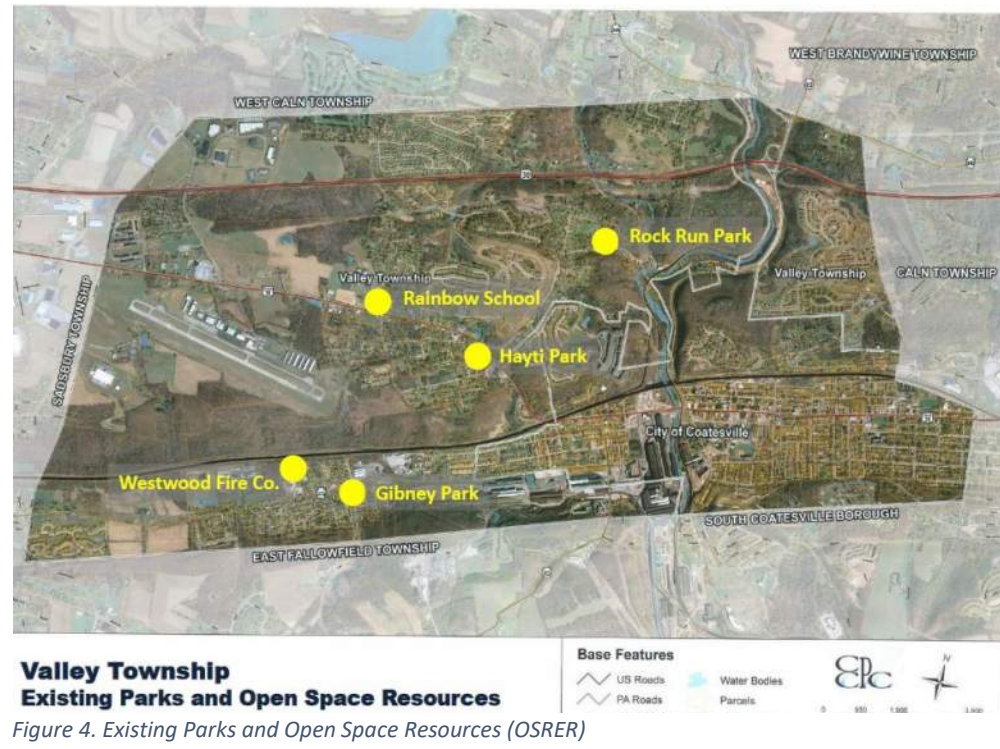 WEST BRANDYWINE TOWNSHIP
WEST CALN TOWNSHIP
30
Rock Run Park
Valley Township
Valley Township
CALN TOWNSHIP
Rainbow School
SADSBURY TOWNSHIP
Hayti Park
City of Coatesville
Westwood Fire Co.
Gibney Park
SOUTH COATESVILLE BOROUGH
EAST FALLOWFIELD TOWNSHIP
Valley Township
Existing Parks and Open Space Resources
Base Features
US Roads
Water Bodies
PA Roads
Parcels
CPC
N
0
Figure 4. Existing Parks and Open Space Resources (OSRER)